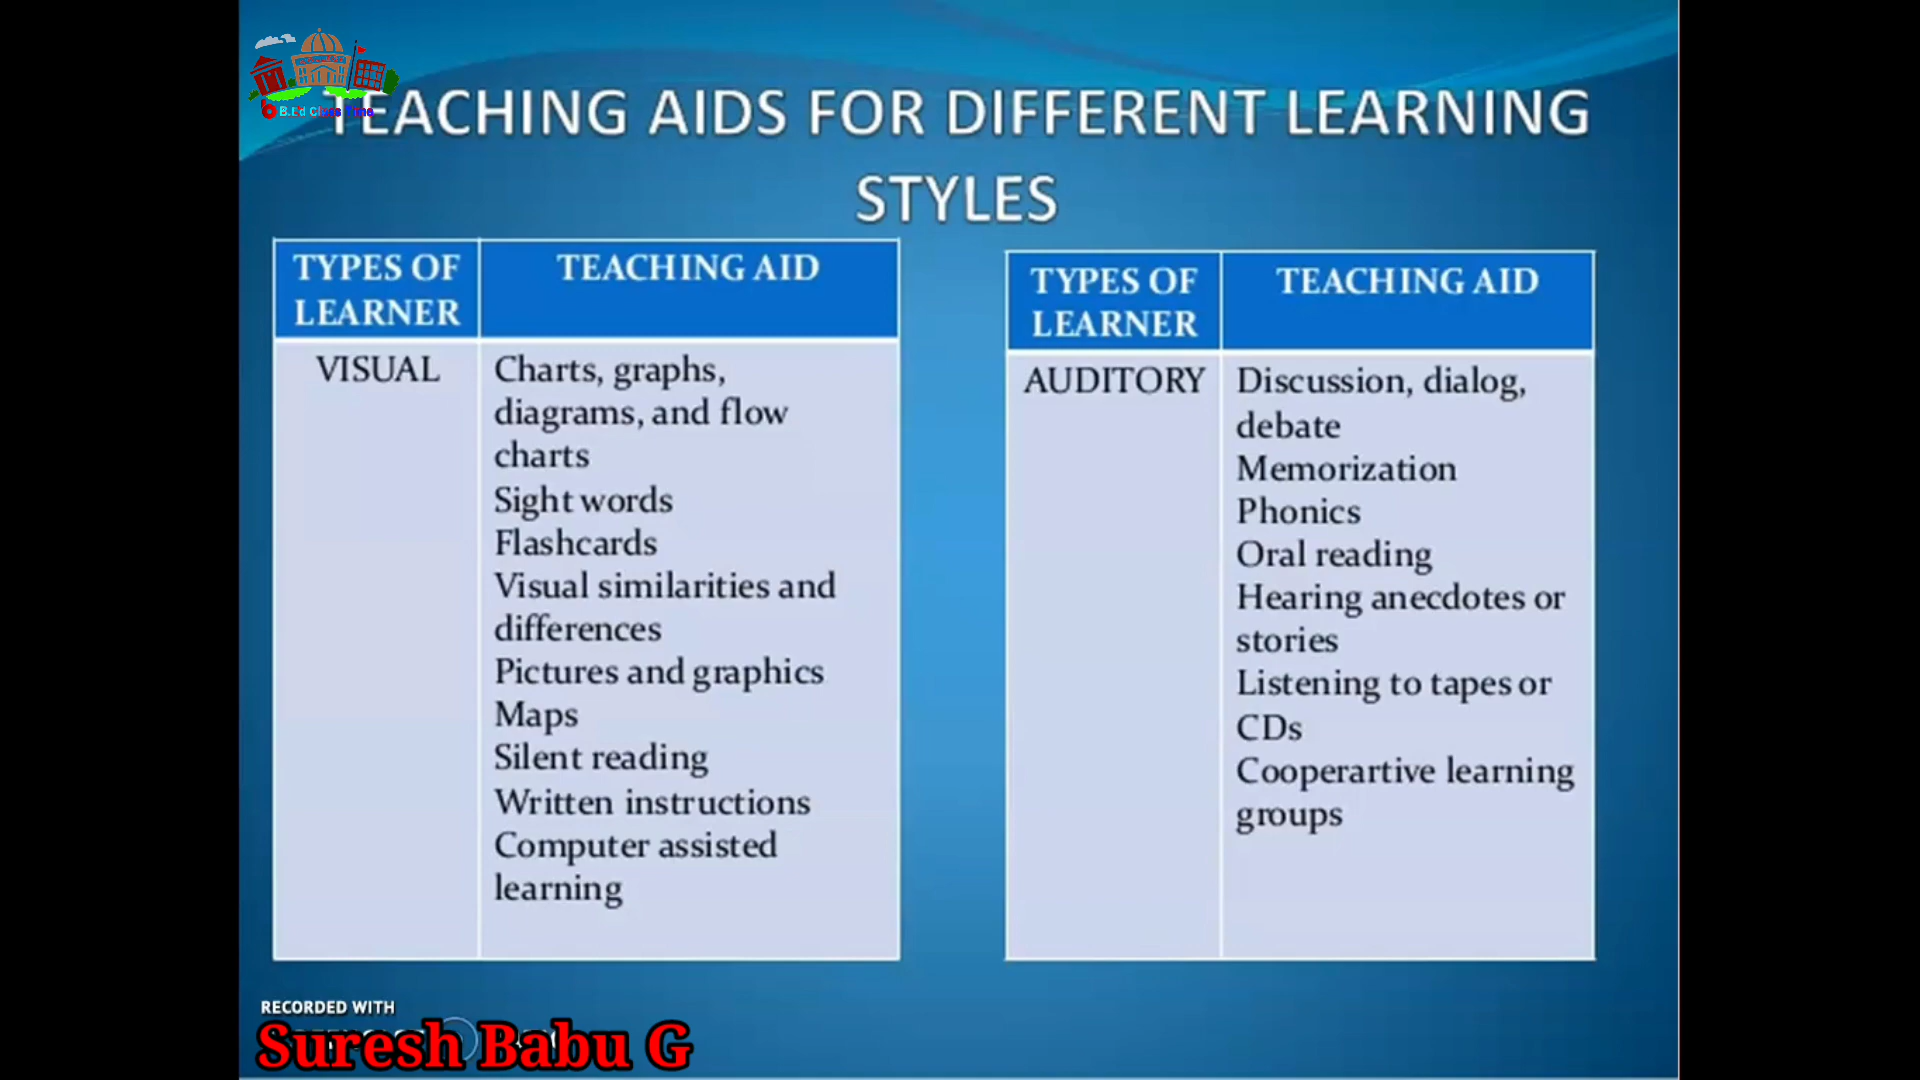 B.Ed Class Time
TEACHING AIDS FOR DIFFERENT LEARNING
STYLES
TYPES OF
LEARNER
TEACHING AID
VISUAL
Charts, graphs,
diagrams, and flow
charts
Sight words
Flashcards
Visual similarities and
differences
Pictures and graphics
Maps
Silent reading
Written instructions
Computer assisted
learning
TYPES OF
LEARNER
TEACHING AID
AUDITORY
Discussion, dialog,
debate
Memorization
Phonics
Oral reading
Hearing anecdotes or
stories
Listening to tapes or
CDs
Cooperartive learning
groups
RECORDED WITH
Suresh Babu G